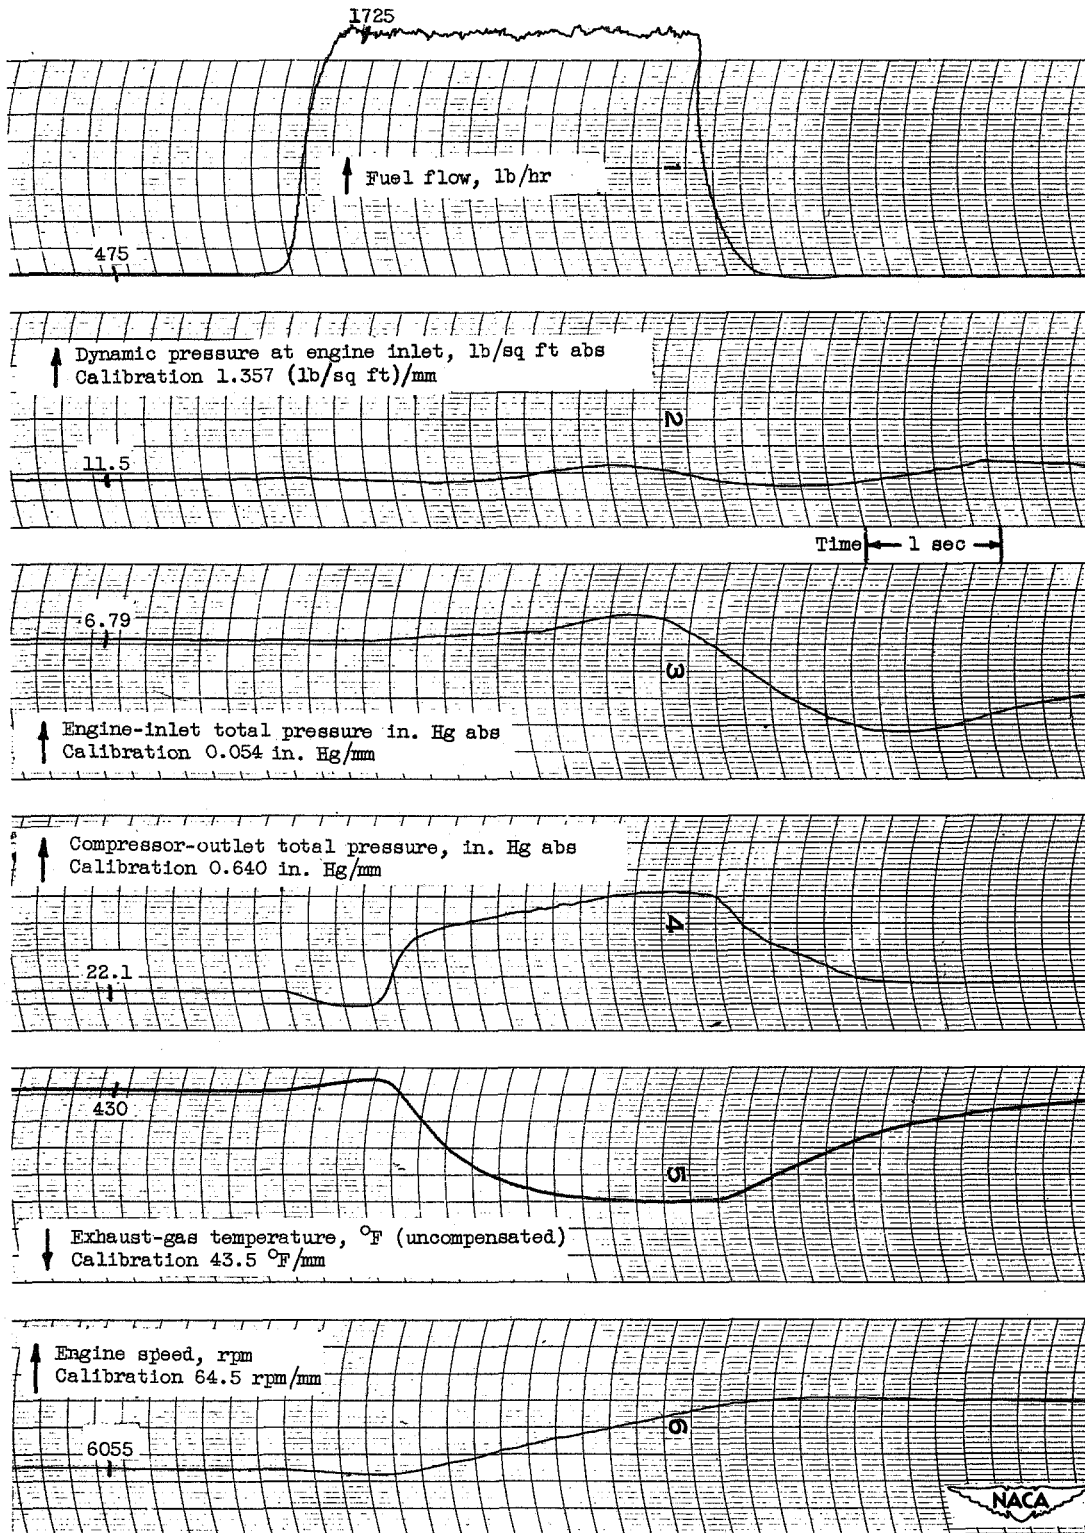 1725
1
↑ Fuel flow, lb/hr
475
↑ Dynamic pressure at engine inlet, lb/sq ft abs
Calibration 1.357 (lb/sq ft)/mm
2
11.5
Time ← 1 sec →
6.79
3
↑ Engine-inlet total pressure in. Hg abs
Calibration 0.054 in. Hg/mm
↑ Compressor-outlet total pressure, in. Hg abs
Calibration 0.640 in. Hg/mm
4
22.1
430
5
↓ Exhaust-gas temperature, °F (uncompensated)
Calibration 43.5 °F/mm
↑ Engine speed, rpm
Calibration 64.5 rpm/mm
6
6055
NACA